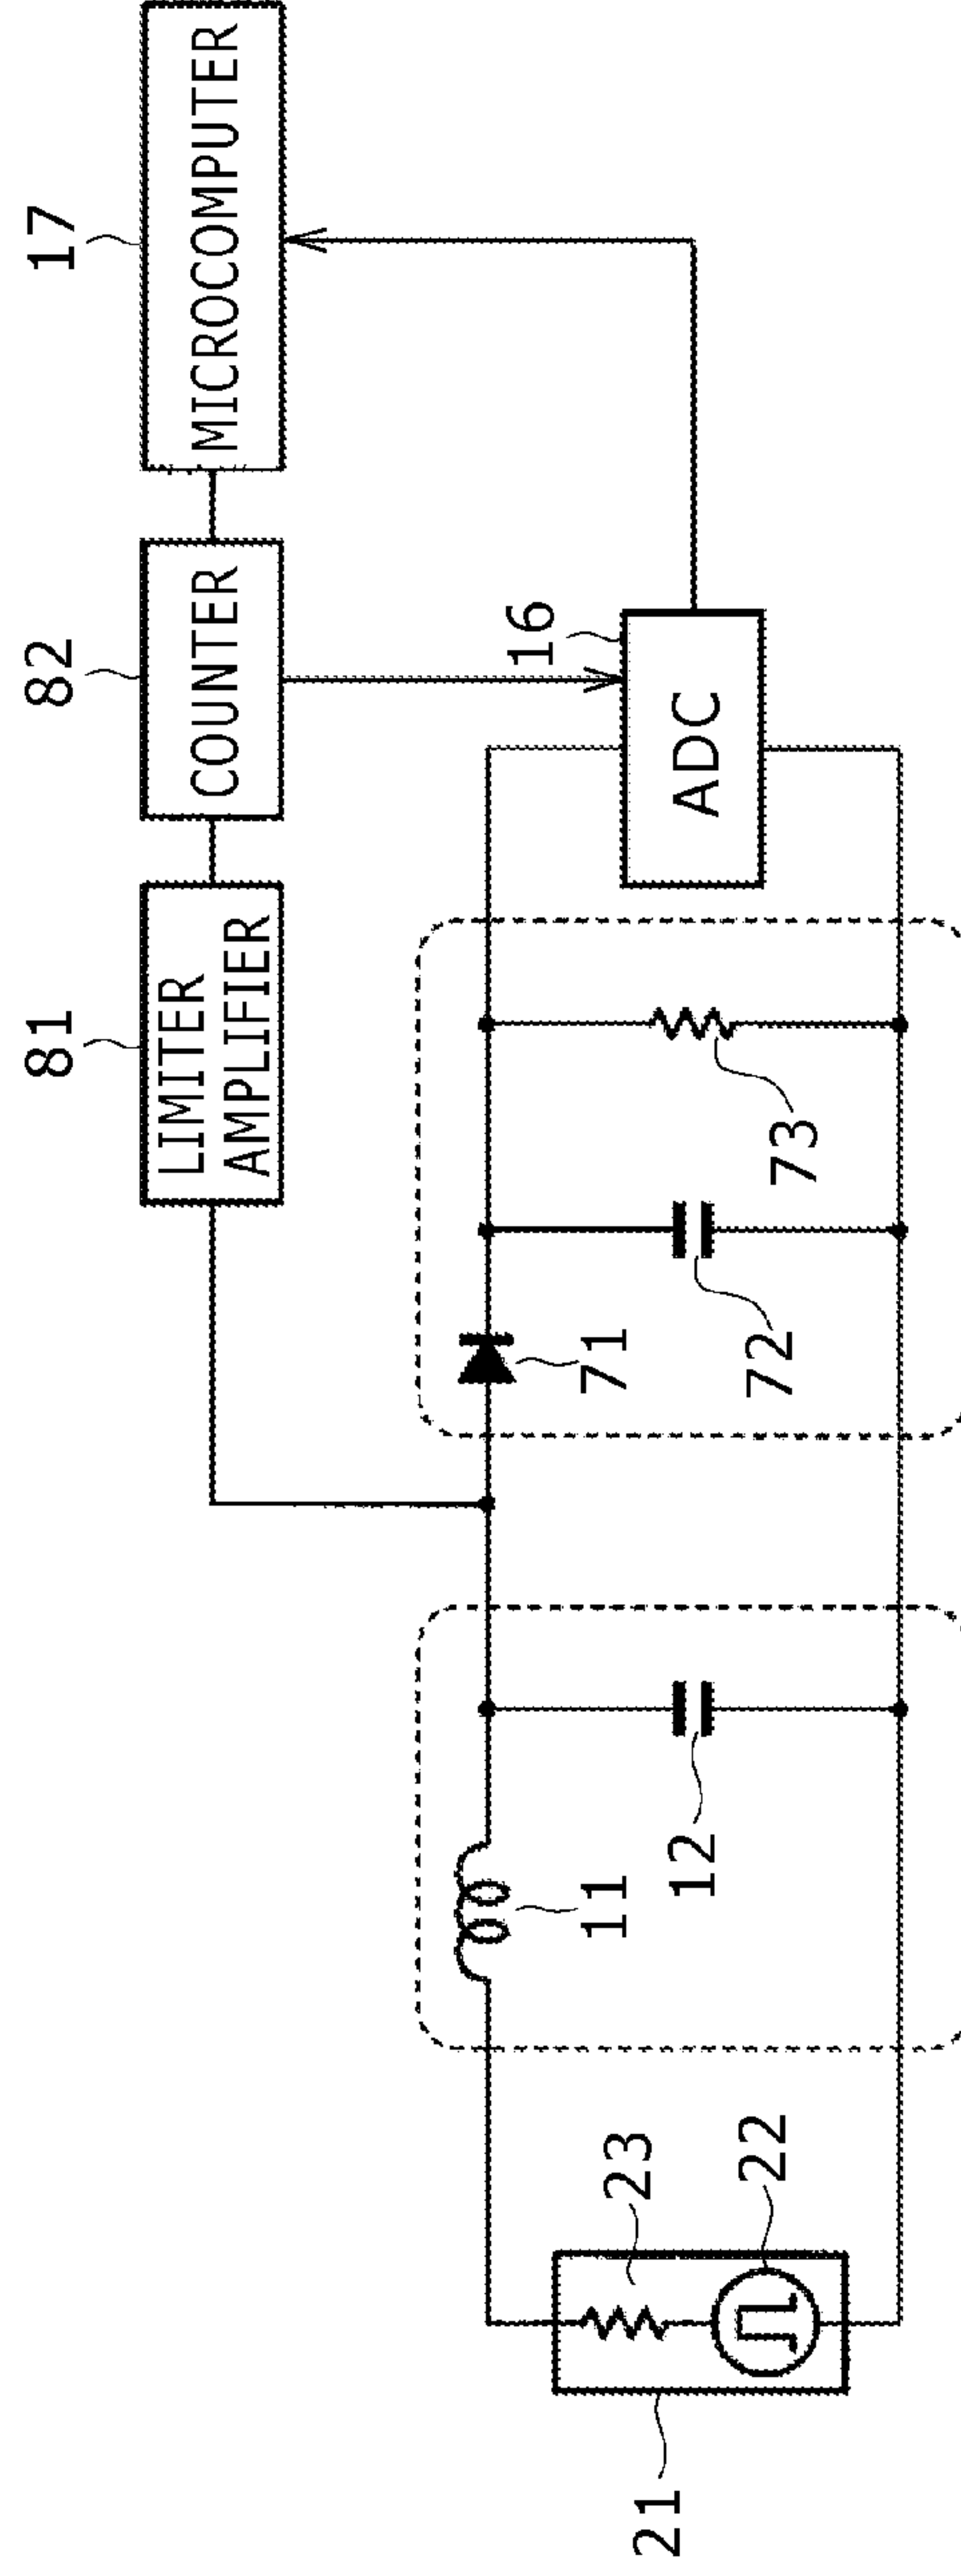 81
82
17
LIMITER
AMPLIFIER
COUNTER
MICROCOMPUTER
16
ADC
11
12
71
72
73
23
22
21